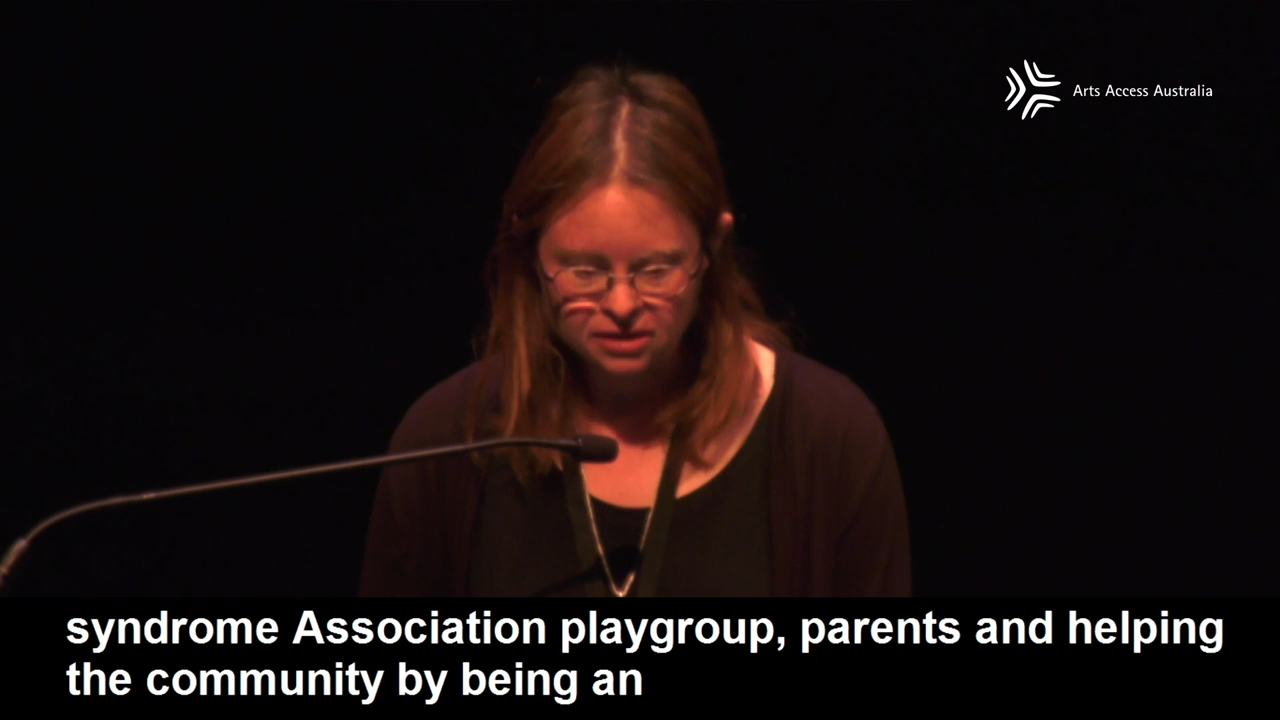 Arts Access Australia
syndrome Association playgroup, parents and helping
the community by being an